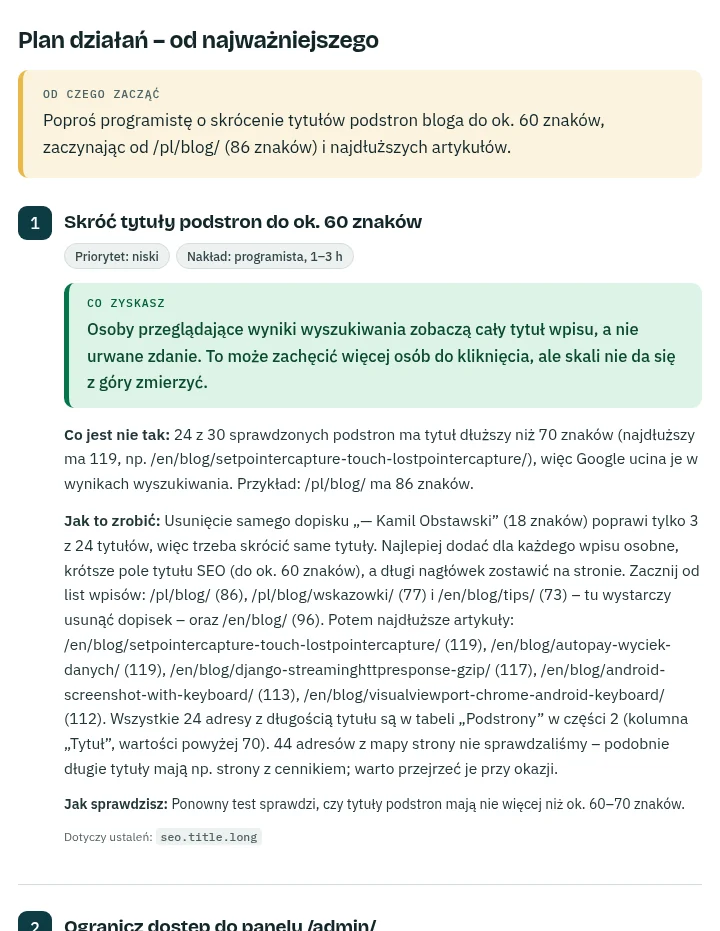 Plan działań – od najważniejszego
OD CZEGO ZACZĄĆ
Poproś programistę o skrócenie tytułów podstron bloga do ok. 60 znaków,
zaczynając od /pl/blog/ (86 znaków) i najdłuższych artykułów.
1
Skróć tytuły podstron do ok. 60 znaków
Priorytet: niski
Nakład: programista, 1–3 h
CO ZYSKASZ
Osoby przeglądające wyniki wyszukiwania zobaczą cały tytuł wpisu, a nie
urwane zdanie. To może zachęcić więcej osób do kliknięcia, ale skali nie da się
z góry zmierzyć.
Co jest nie tak: 24 z 30 sprawdzonych podstron ma tytuł dłuższy niż 70 znaków (najdłuższy
ma 119, np. /en/blog/setpointercapture-touch-lostpointercapture/), więc Google ucina je w
wynikach wyszukiwania. Przykład: /pl/blog/ ma 86 znaków.
Jak to zrobić: Usunięcie samego dopisku „— Kamil Obstawski” (18 znaków) poprawi tylko 3
z 24 tytułów, więc trzeba skrócić same tytuły. Najlepiej dodać dla każdego wpisu osobne,
krótsze pole tytułu SEO (do ok. 60 znaków), a długi nagłówek zostawić na stronie. Zacznij od
list wpisów: /pl/blog/ (86), /pl/blog/wskazowki/ (77) i /en/blog/tips/ (73) – tu wystarczy
usunąć dopisek – oraz /en/blog/ (96). Potem najdłuższe artykuły:
/en/blog/setpointercapture-touch-lostpointercapture/ (119), /en/blog/autopay-wyciek-
danych/ (119), /en/blog/django-streaminghttpresponse-gzip/ (117), /en/blog/android-
screenshot-with-keyboard/ (113), /en/blog/visualviewport-chrome-android-keyboard/
(112). Wszystkie 24 adresy z długością tytułu są w tabeli „Podstrony” w części 2 (kolumna
„Tytuł”, wartości powyżej 70). 44 adresów z mapy strony nie sprawdzaliśmy – podobnie
długie tytuły mają np. strony z cennikiem; warto przejrzeć je przy okazji.
Jak sprawdzisz: Ponowny test sprawdzi, czy tytuły podstron mają nie więcej niż ok. 60–70 znaków.
Dotyczy ustaleń: seo.title.long
2
Ogranicz dostęp do panelu /admin/